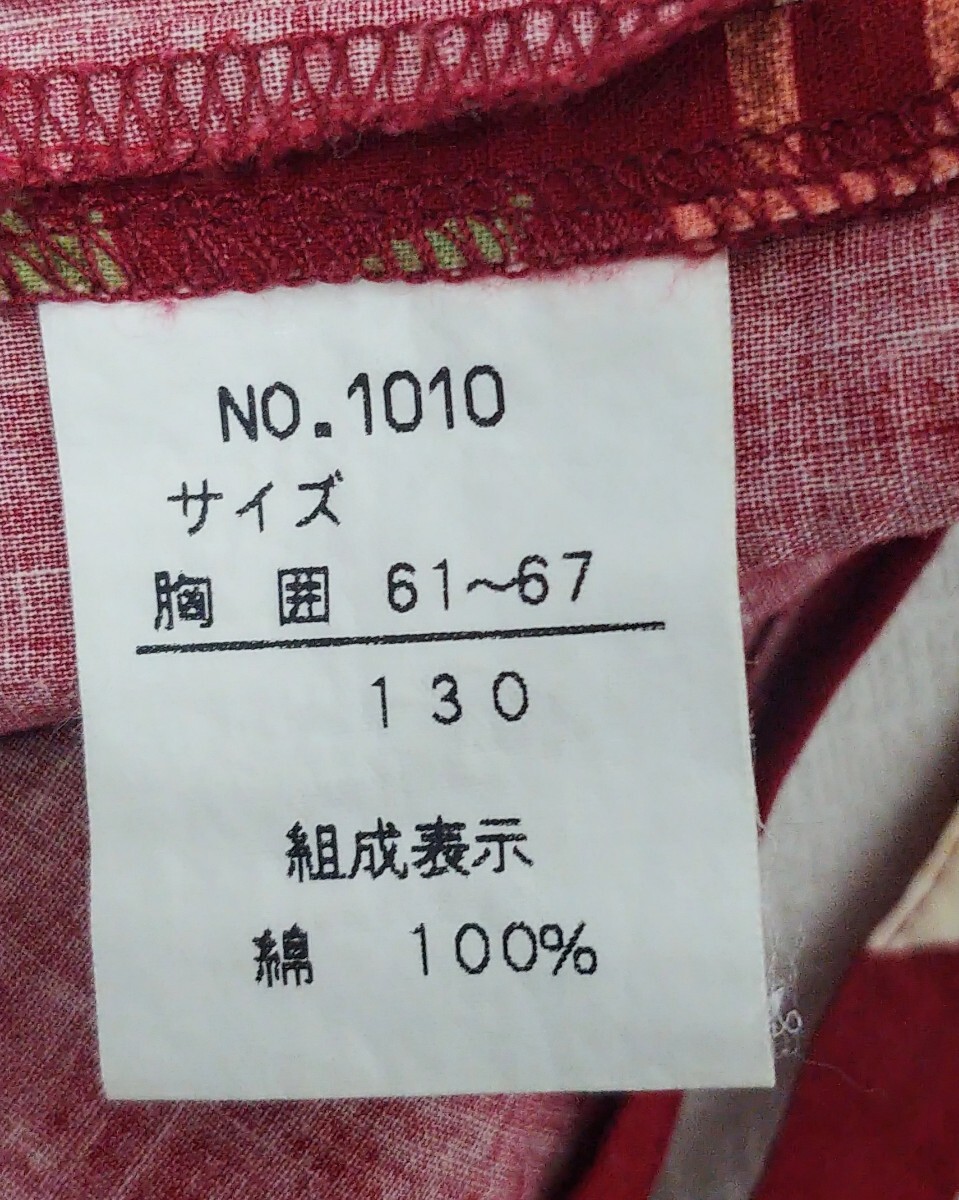 NO.1010
サイズ
胸 囲 61～67
130
組成表示
綿 100%